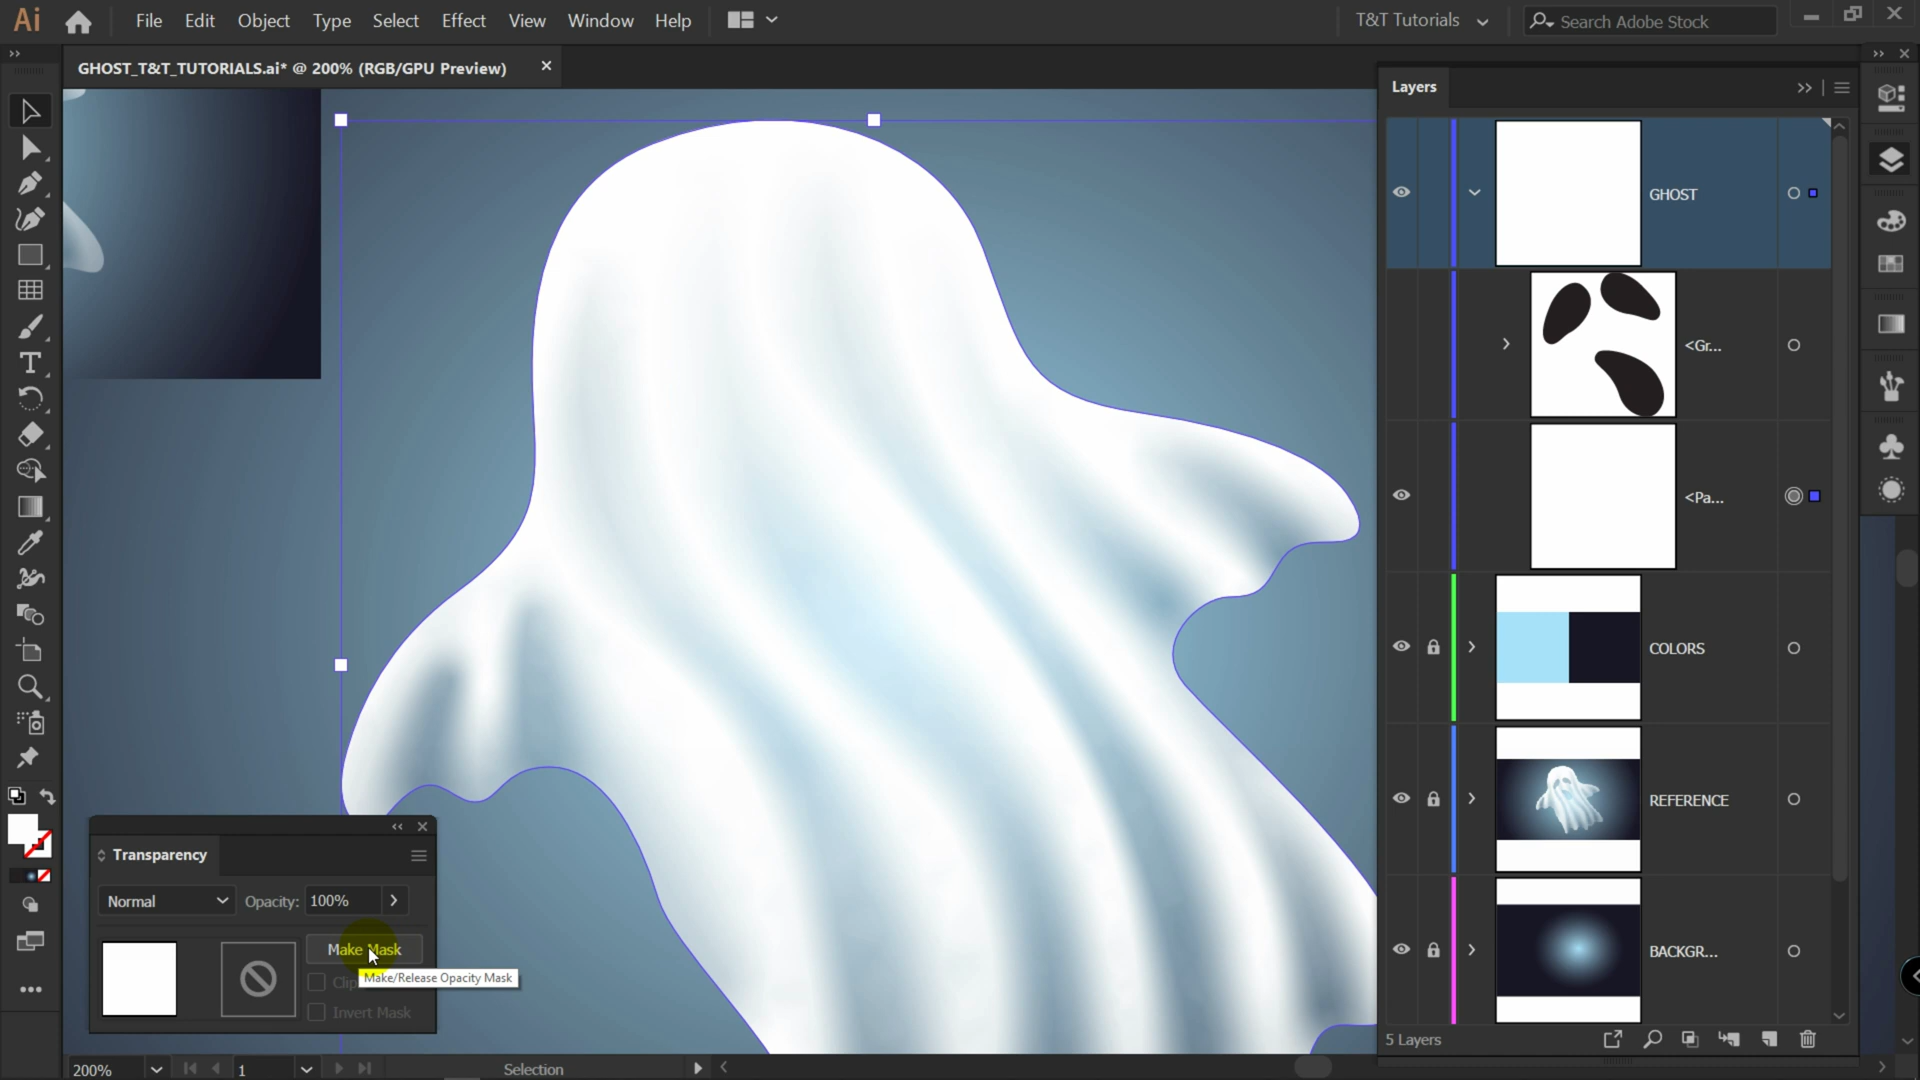 Ai File Edit Object Type Select Effect View Window Help T&T Tutorials Search Adobe Stock
GHOST_T&T_TUTORIALS.ai* @ 200% (RGB/GPU Preview)
Layers
GHOST
<Gr...
<Pa...
COLORS
REFERENCE
BACKGR...
5 Layers
Transparency
Normal Opacity: 100%
Make Mask
Clip
Make/Release Opacity Mask
Invert Mask
200% 1 Selection